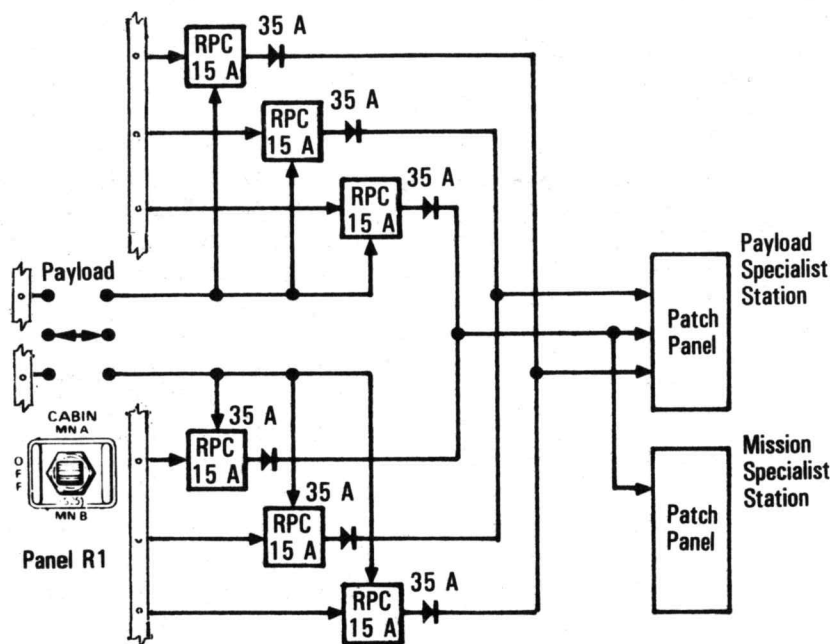 35 A
RPC
15 A
35 A
RPC
15 A
35 A
RPC
15 A
Payload
Payload
Specialist
Station
Patch
Panel
CABIN
MN A
OFF
MN B
Panel R1
35 A
RPC
15 A
35 A
RPC
15 A
35 A
RPC
15 A
Mission
Specialist
Station
Patch
Panel